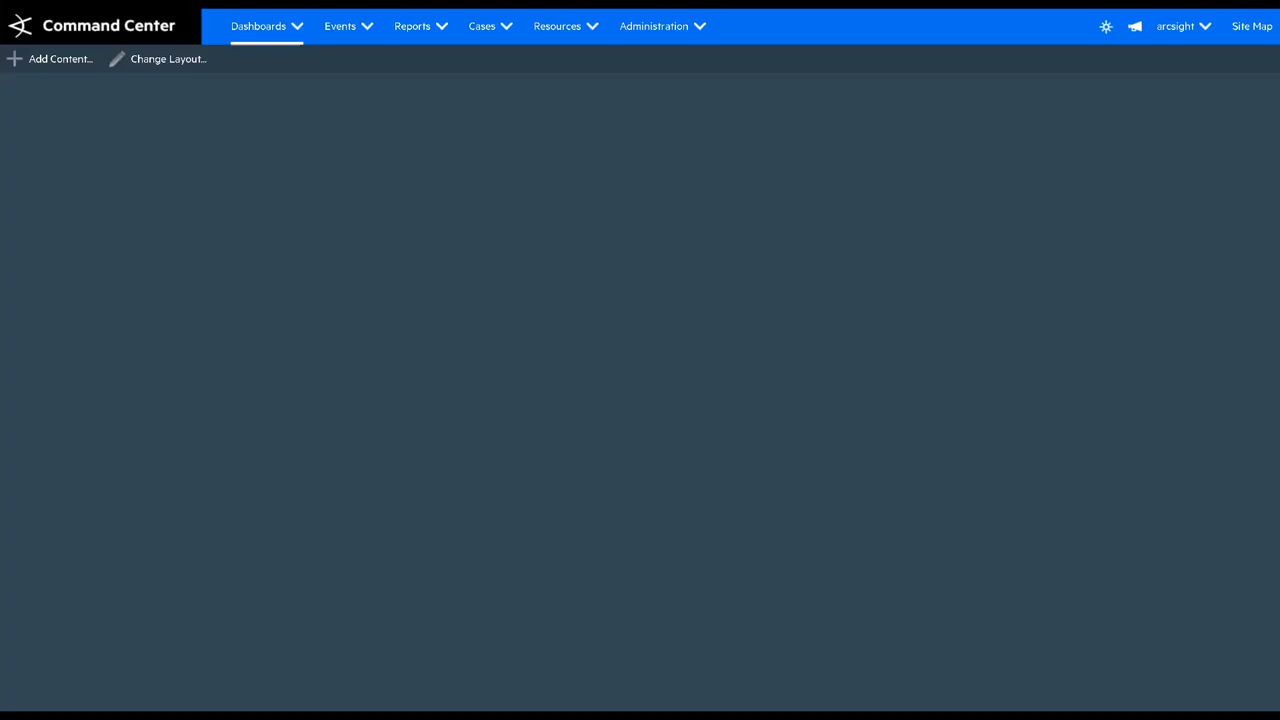 Command Center Dashboards Events Reports Cases Resources Administration arcsight Site Map
Add Content... Change Layout...